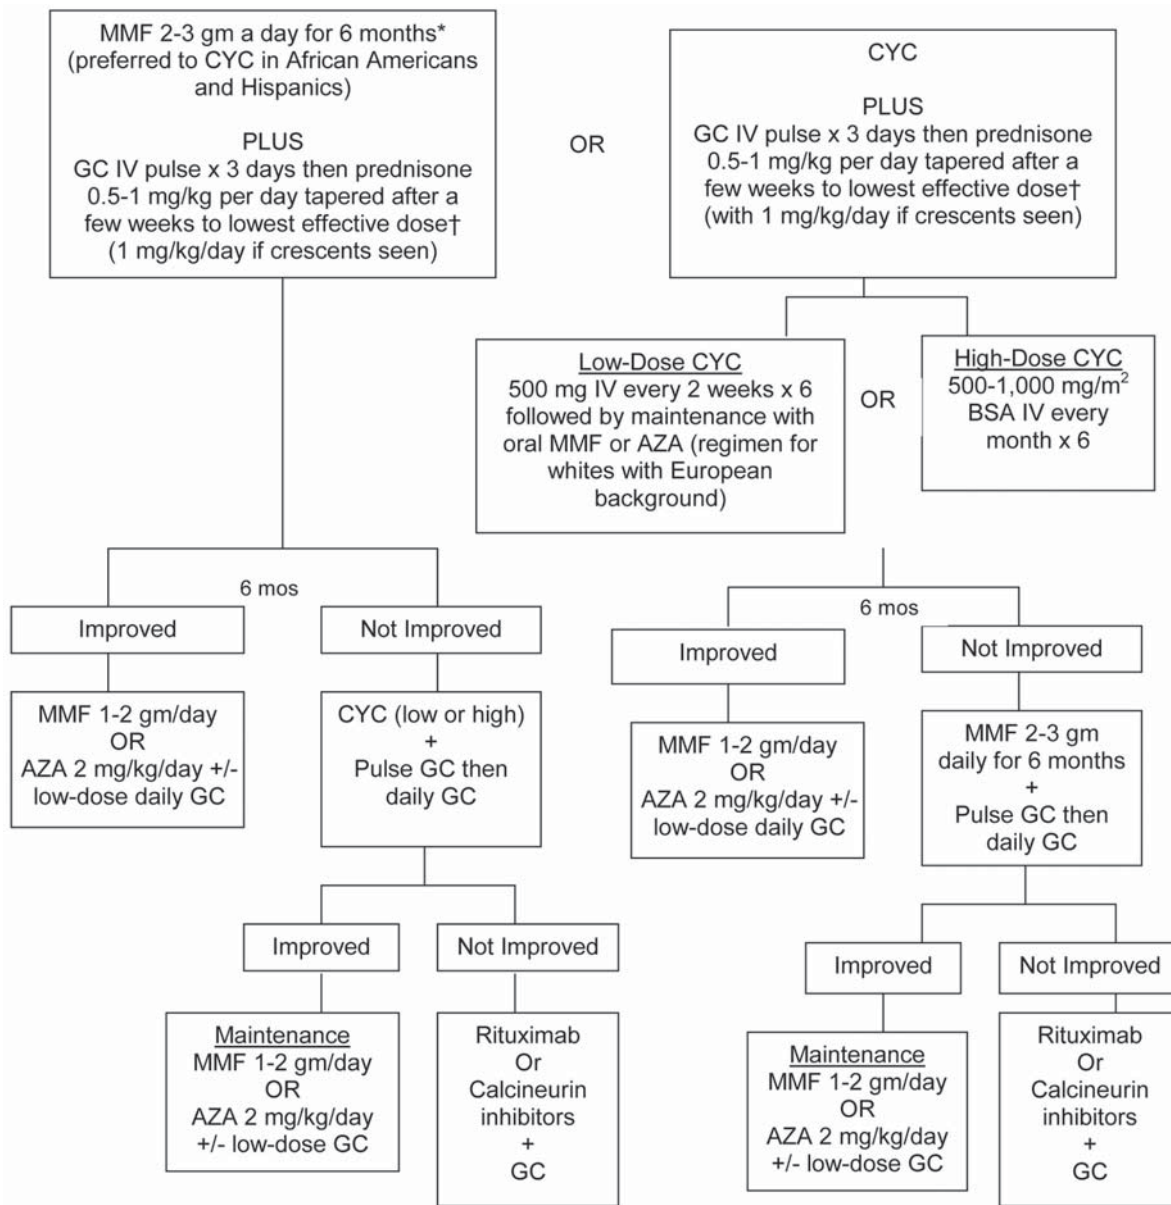 MMF 2-3 gm a day for 6 months*
(preferred to CYC in African Americans
and Hispanics)
PLUS
GC IV pulse x 3 days then prednisone
0.5-1 mg/kg per day tapered after a
few weeks to lowest effective dose†
(1 mg/kg/day if crescents seen)
OR
CYC
PLUS
GC IV pulse x 3 days then prednisone
0.5-1 mg/kg per day tapered after a
few weeks to lowest effective dose†
(with 1 mg/kg/day if crescents seen)
Low-Dose CYC
500 mg IV every 2 weeks x 6
followed by maintenance with
oral MMF or AZA (regimen for
whites with European
background)
OR
High-Dose CYC
500-1,000 mg/m²
BSA IV every
month x 6
6 mos
Improved
Not Improved
MMF 1-2 gm/day
OR
AZA 2 mg/kg/day +/-
low-dose daily GC
CYC (low or high)
+
Pulse GC then
daily GC
Improved
Not Improved
Maintenance
MMF 1-2 gm/day
OR
AZA 2 mg/kg/day
+/- low-dose GC
Rituximab
Or
Calcineurin
inhibitors
+
GC
6 mos
Improved
Not Improved
MMF 1-2 gm/day
OR
AZA 2 mg/kg/day +/-
low-dose daily GC
MMF 2-3 gm
daily for 6 months
+
Pulse GC then
daily GC
Improved
Not Improved
Maintenance
MMF 1-2 gm/day
OR
AZA 2 mg/kg/day
+/- low-dose GC
Rituximab
Or
Calcineurin
inhibitors
+
GC